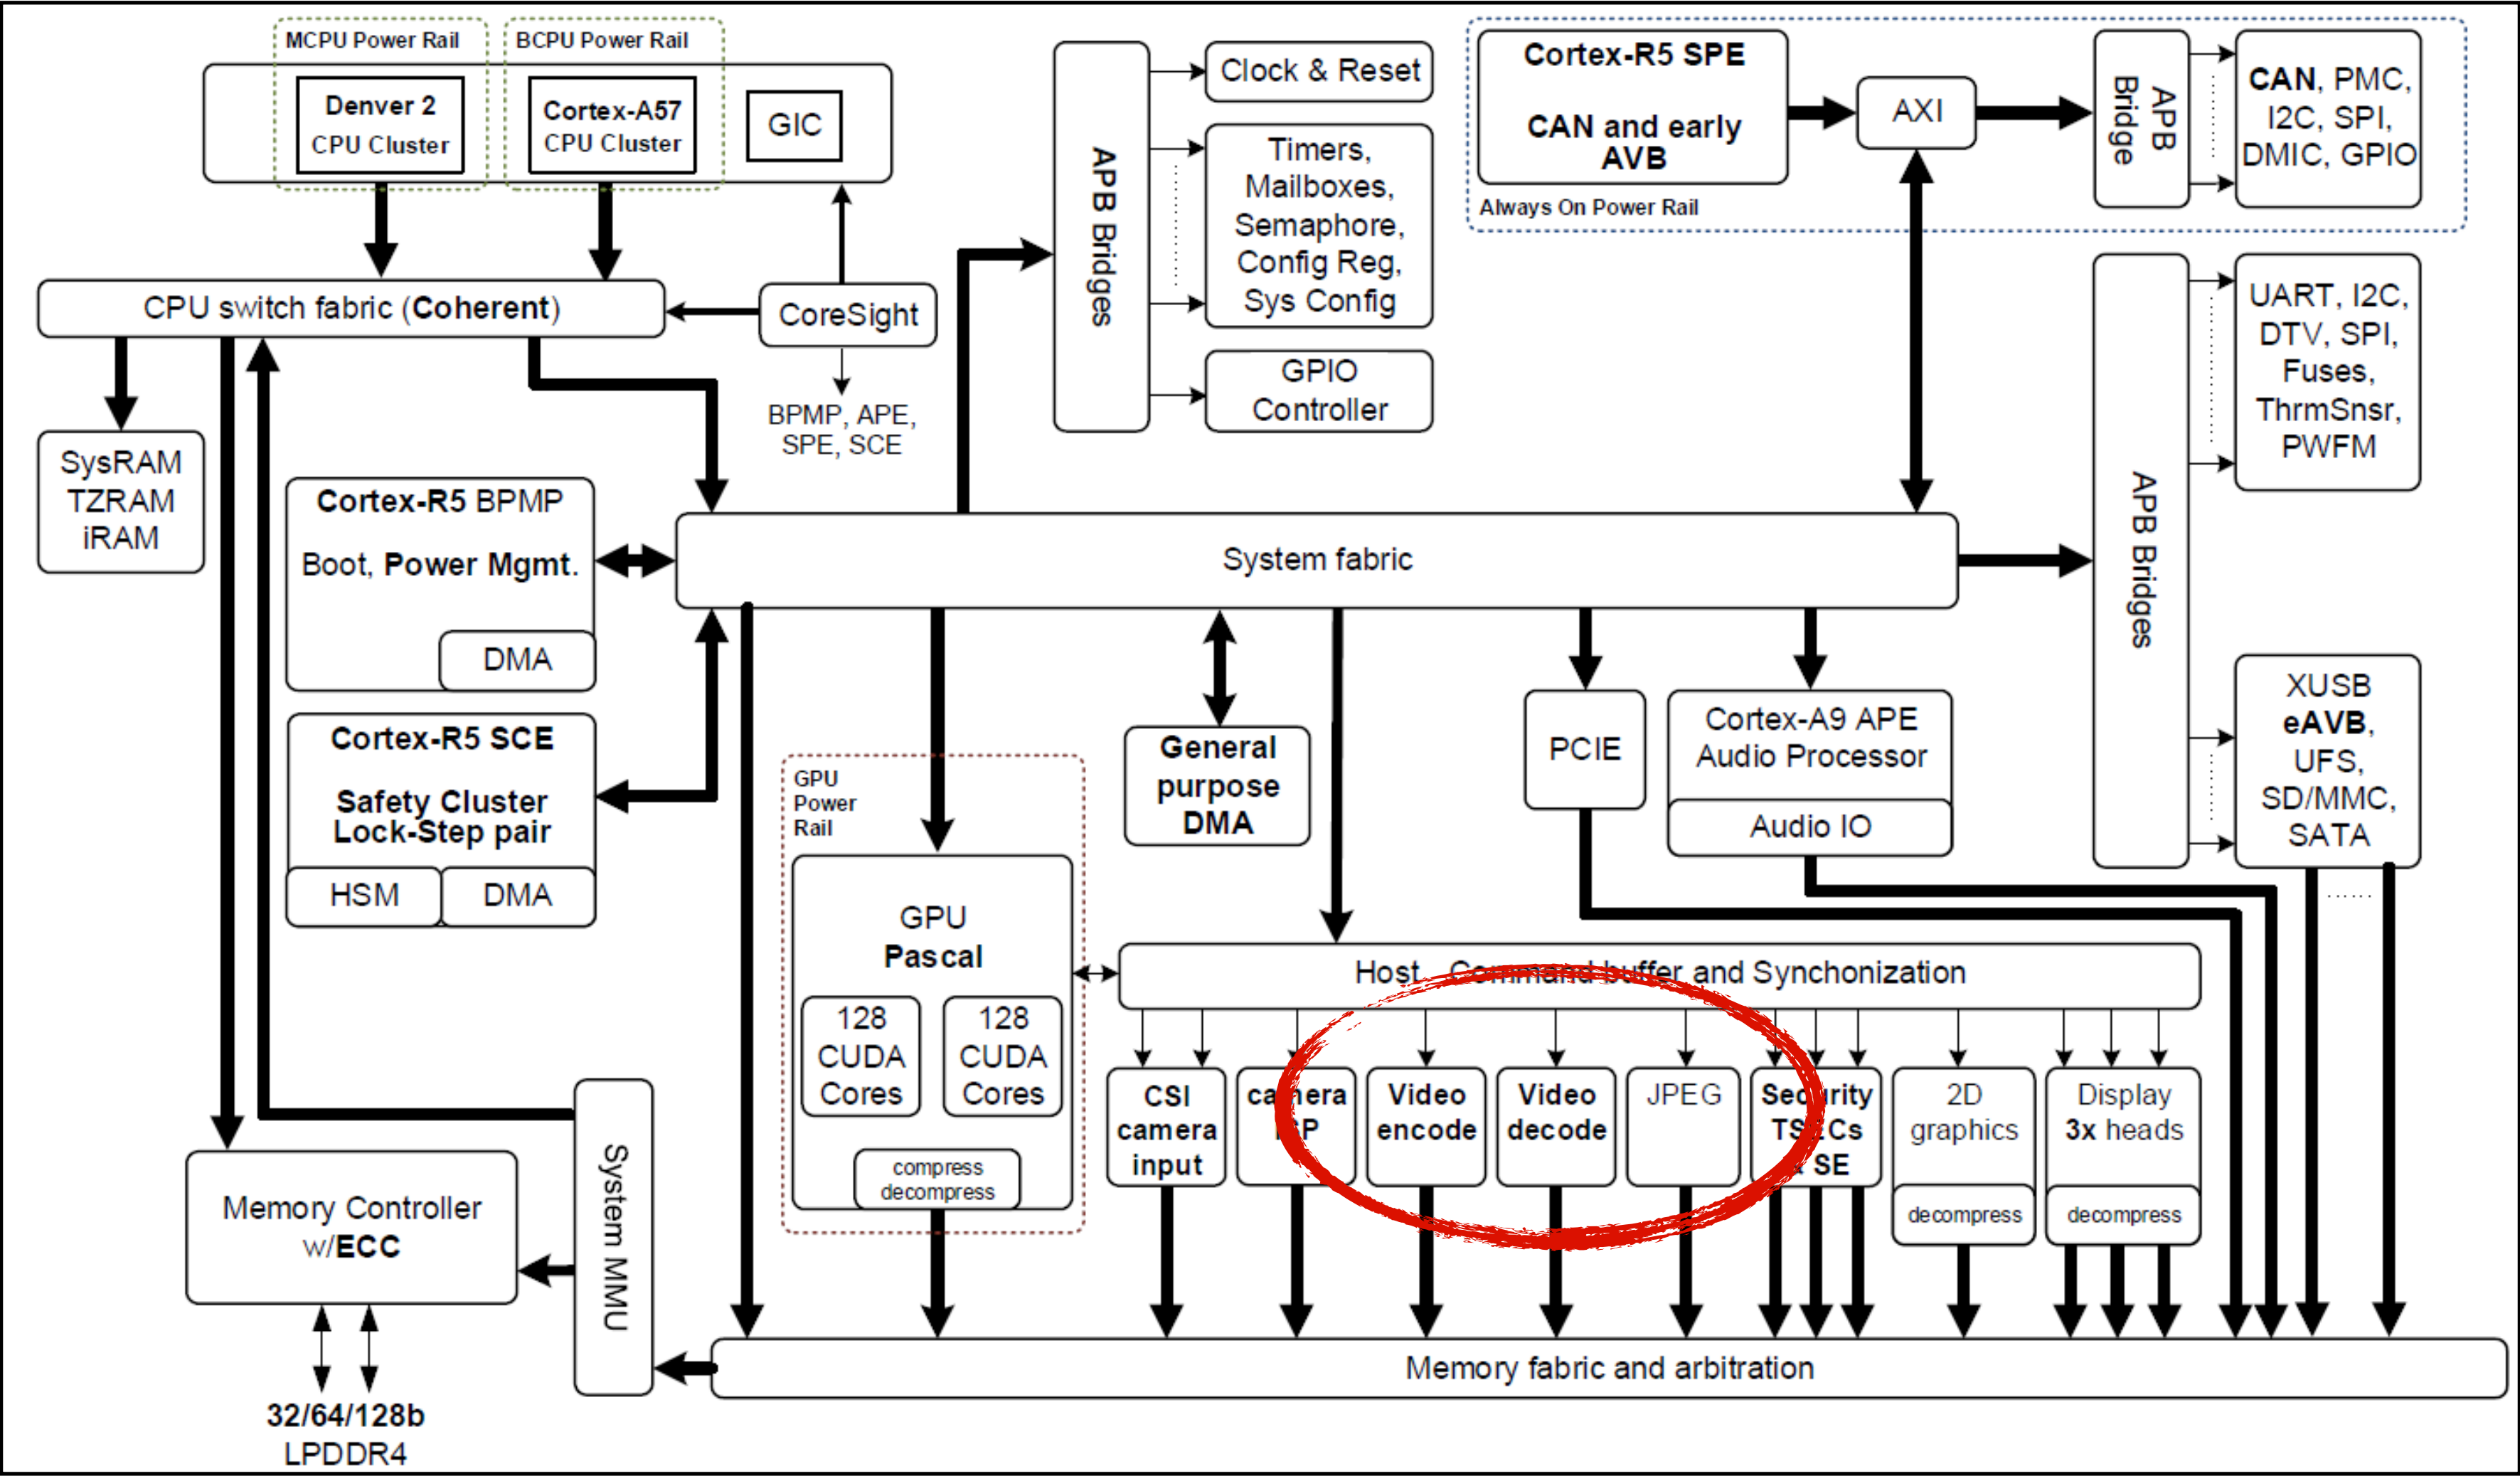 MCPU Power Rail
BCPU Power Rail
Denver 2
CPU Cluster
Cortex-A57
CPU Cluster
GIC
CPU switch fabric (Coherent)
CoreSight
BPMP, APE,
SPE, SCE
SysRAM
TZRAM
iRAM
APB Bridges
Clock & Reset
Timers,
Mailboxes,
Semaphore,
Config Reg,
Sys Config
GPIO
Controller
Cortex-R5 SPE
CAN and early
AVB
Always On Power Rail
AXI
APB
Bridge
CAN, PMC,
I2C, SPI,
DMIC, GPIO
APB Bridges
UART, I2C,
DTV, SPI,
Fuses,
ThrmSnsr,
PWFM
XUSB
eAVB,
UFS,
SD/MMC,
SATA
Cortex-R5 BPMP
Boot, Power Mgmt.
DMA
Cortex-R5 SCE
Safety Cluster
Lock-Step pair
HSM
DMA
System fabric
GPU
Power
Rail
GPU
Pascal
128
CUDA
Cores
128
CUDA
Cores
compress
decompress
General
purpose
DMA
PCIE
Cortex-A9 APE
Audio Processor
Audio IO
Host Command buffer and Synchonization
CSI
camera
input
camera
ISP
Video
encode
Video
decode
JPEG
Security
TSECs
& SE
2D
graphics
decompress
Display
3x heads
decompress
System MMU
Memory Controller
w/ECC
32/64/128b
LPDDR4
Memory fabric and arbitration